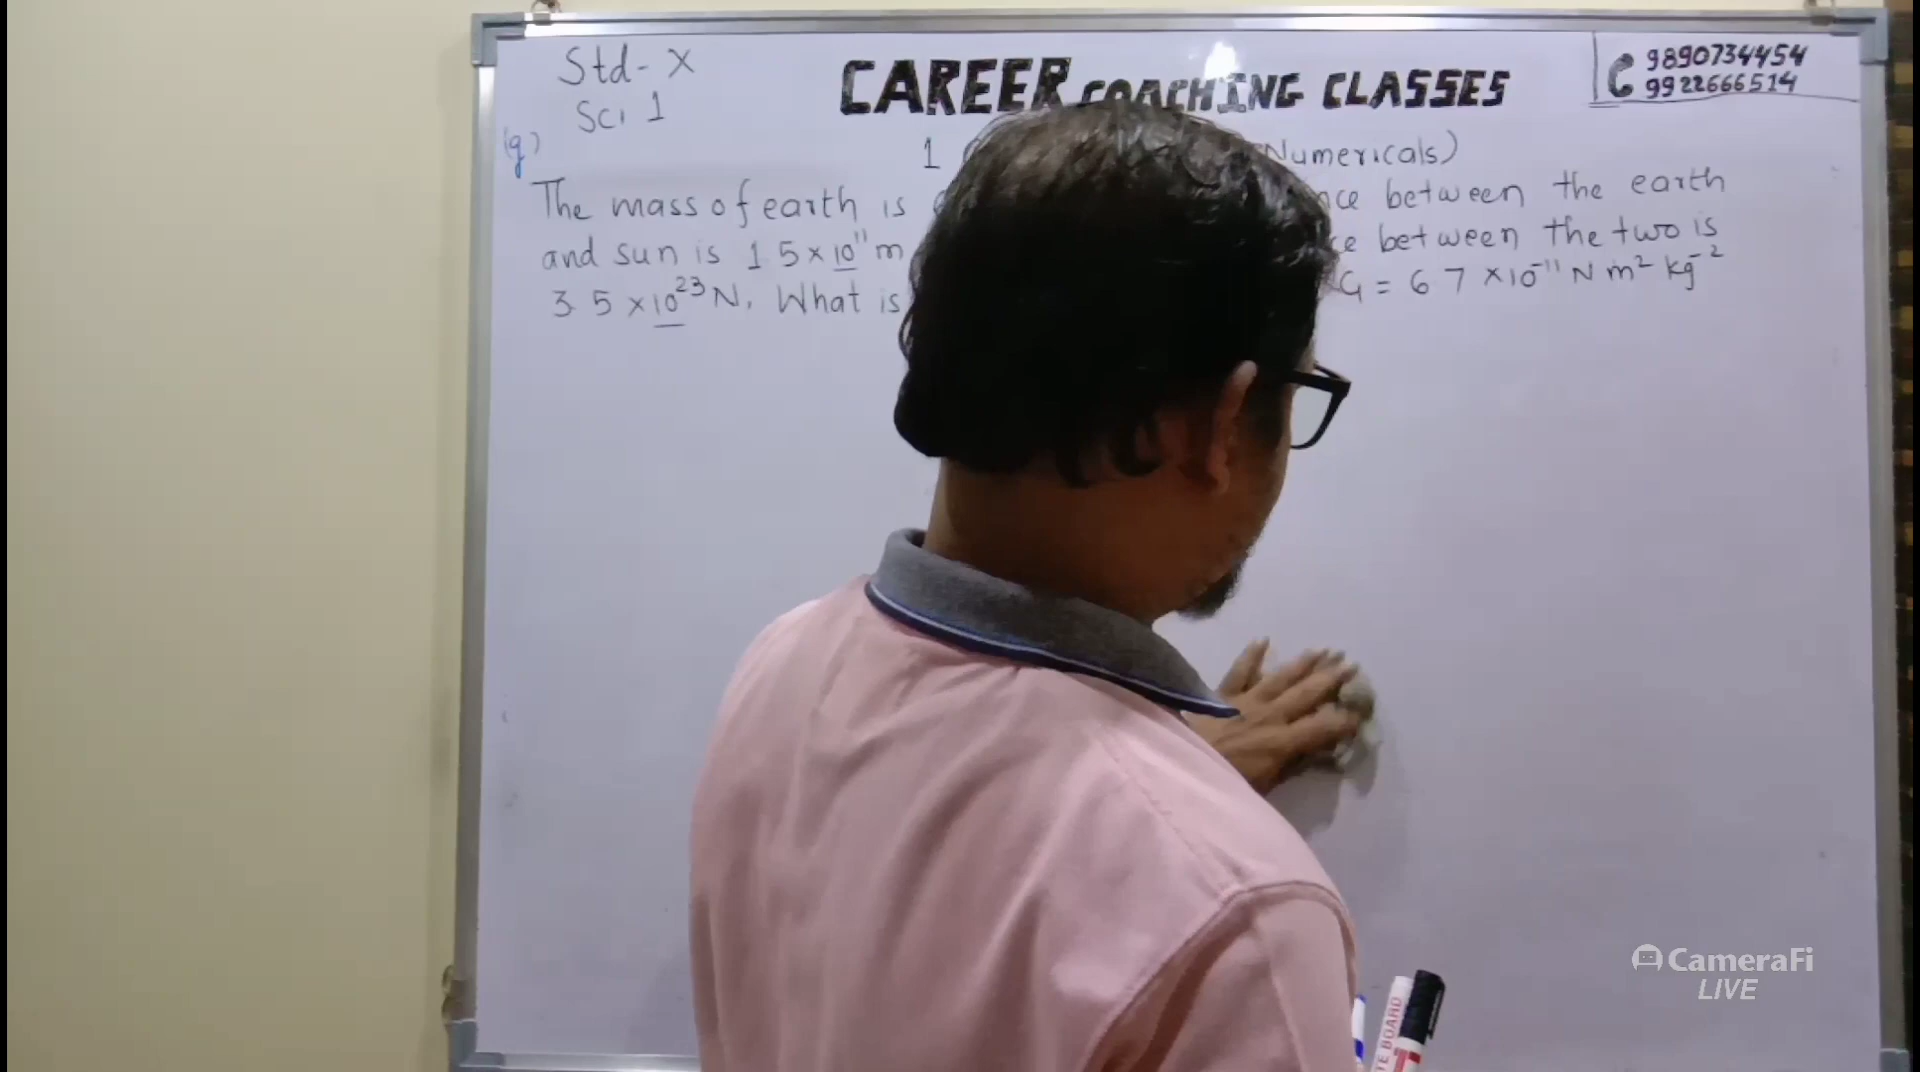 Std- X
Sci 1
CAREER COACHING CLASSES
9890734454
9922666514
(g)
1 Numericals)
The mass of earth is between the earth
and sun is 1 5 × 10¹¹ m between the two is
3. 5 × 10²³ N. What is G = 6 7 × 10⁻¹¹ N m² kg⁻²
TE BOARD
CameraFi
LIVE